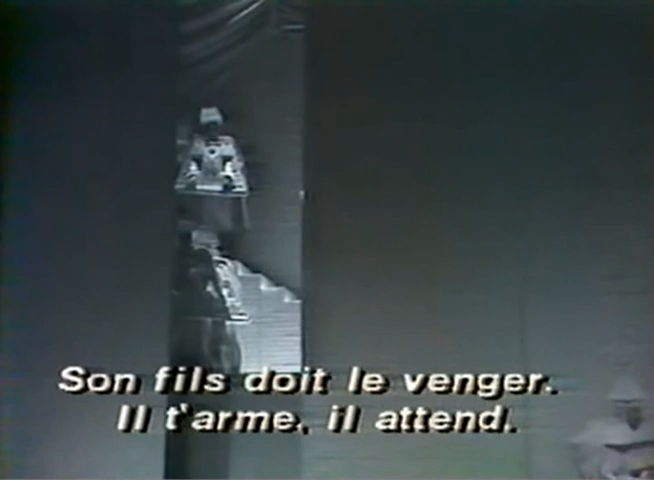 Son fils doit le venger.
Il t'arme, il attend.